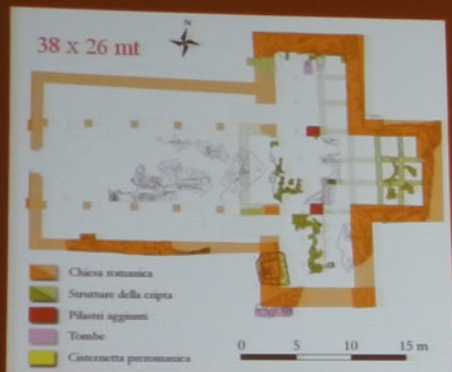 N
38 x 26 mt
Chiesa romanica
Strutture della cripta
Pilastri aggiunti
Tombe
Cisternetta preromanica
0 5 10 15 m